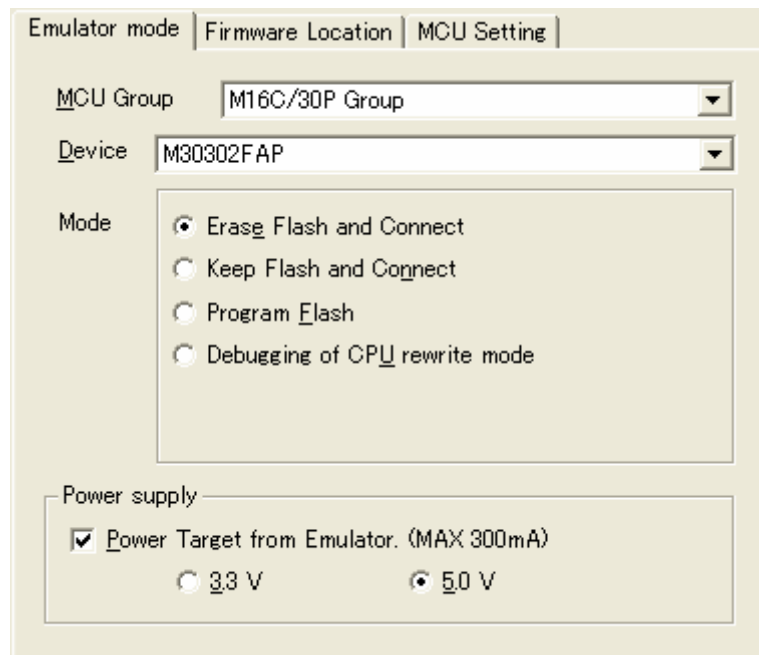 Emulator mode Firmware Location MCU Setting
MCU Group M16C/30P Group
Device M30302FAP
Mode
Erase Flash and Connect
Keep Flash and Connect
Program Flash
Debugging of CPU rewrite mode
Power supply
Power Target from Emulator. (MAX 300mA)
3.3 V 5.0 V